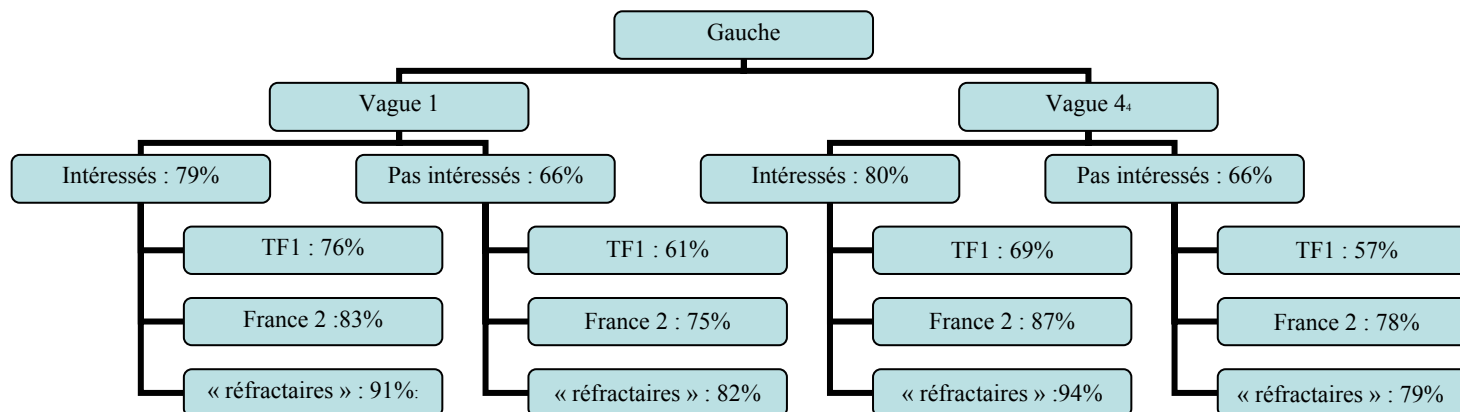 Gauche
Vague 1
Vague 4₄
Intéressés : 79%
Pas intéressés : 66%
Intéressés : 80%
Pas intéressés : 66%
TF1 : 76%
TF1 : 61%
TF1 : 69%
TF1 : 57%
France 2 :83%
France 2 : 75%
France 2 : 87%
France 2 : 78%
« réfractaires » : 91%:
« réfractaires » : 82%
« réfractaires » :94%
« réfractaires » : 79%